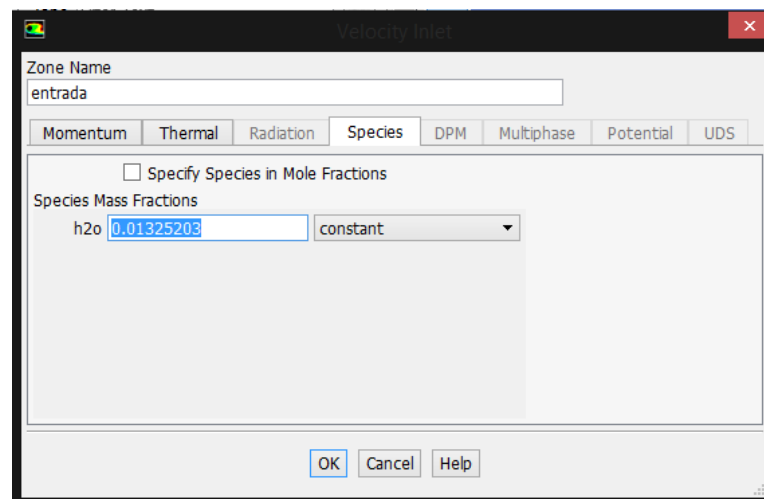 Velocity Inlet
Zone Name
entrada
Momentum Thermal Radiation Species DPM Multiphase Potential UDS
Specify Species in Mole Fractions
Species Mass Fractions
h2o 0.01325203 constant
OK Cancel Help